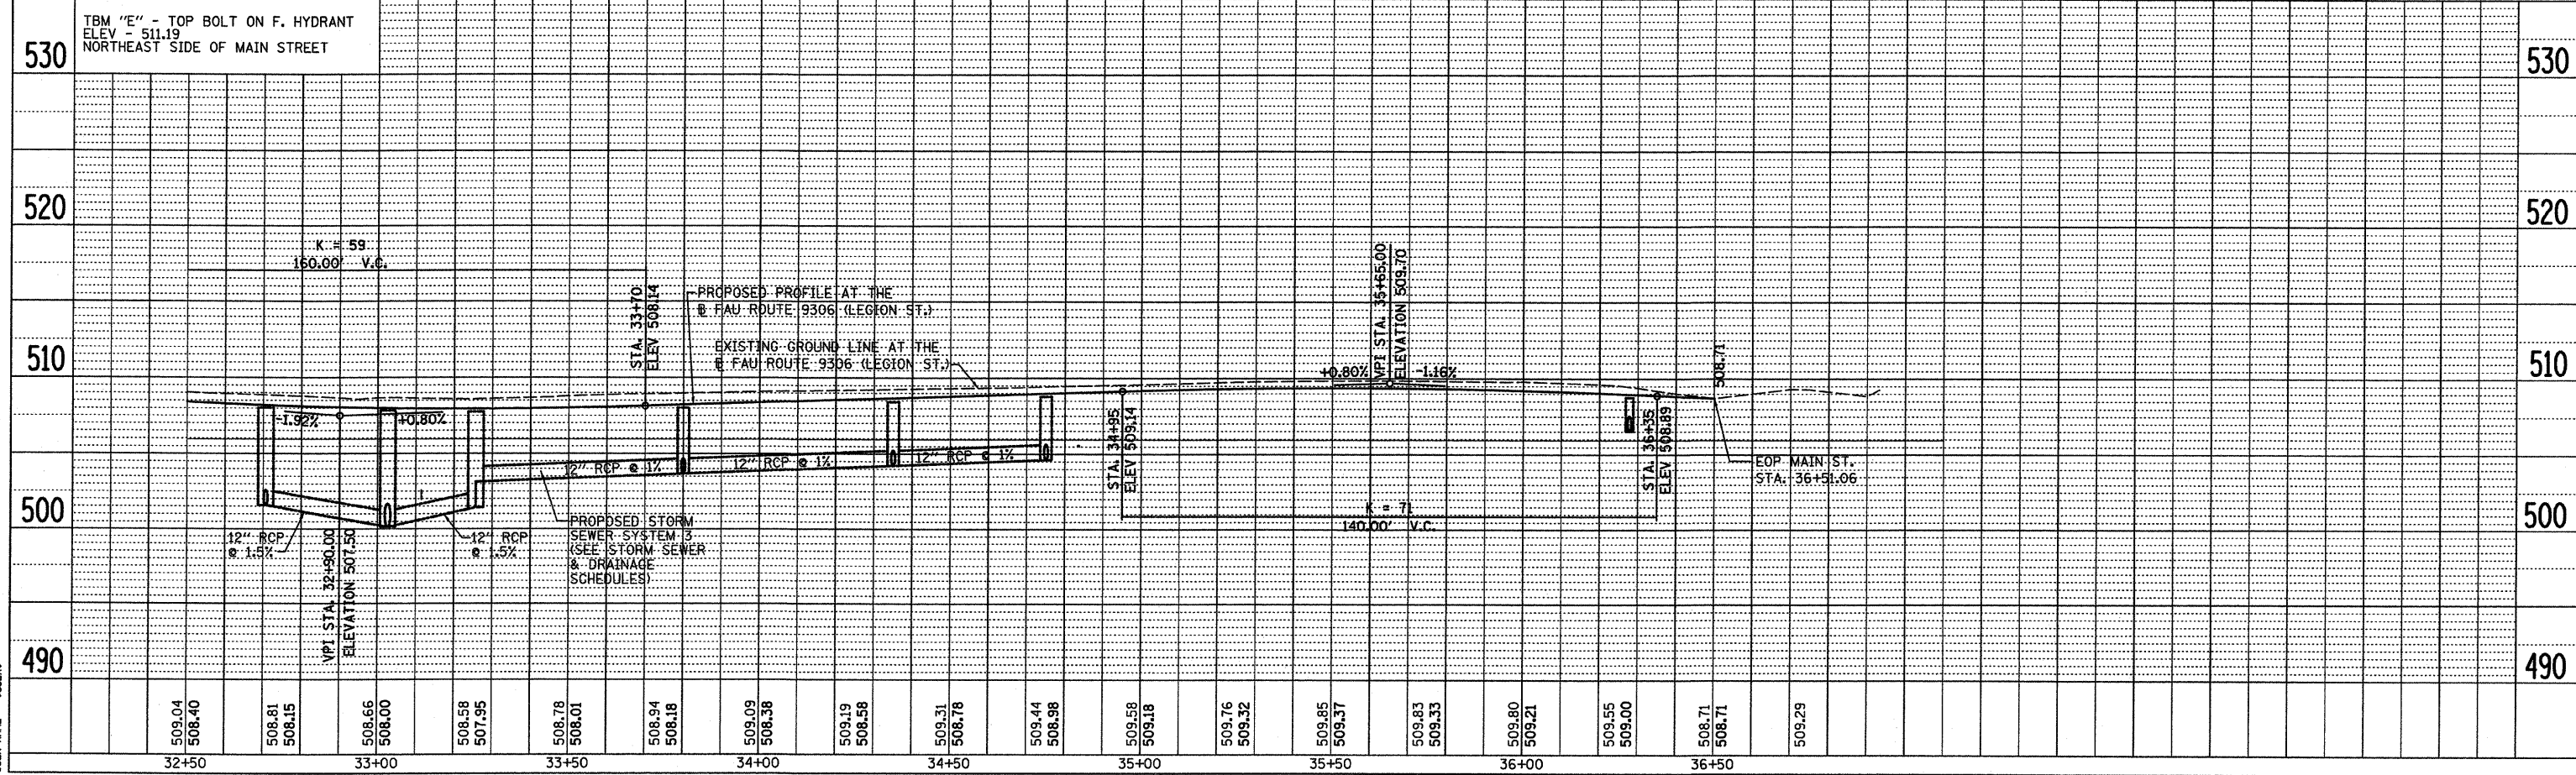 TBM "E" - TOP BOLT ON F. HYDRANT
ELEV - 511.19
NORTHEAST SIDE OF MAIN STREET
530
530
520
520
510
510
500
500
490
490
K = 59
160.00' V.C.
STA. 33+70
ELEV 508.14
PROPOSED PROFILE AT THE
℄ FAU ROUTE 9306 (LEGION ST.)
EXISTING GROUND LINE AT THE
℄ FAU ROUTE 9306 (LEGION ST.)
VPI STA. 35+65.00
ELEVATION 509.70
+0.80%
-1.16%
508.71
-1.92%
+0.80%
12" RCP @ 1%
12" RCP @ 1%
12" RCP @ 1%
STA. 34+95
ELEV 509.14
STA. 36+35
ELEV 508.89
EOP MAIN ST.
STA. 36+51.06
K = 71
140.00' V.C.
12" RCP
@ 1.5%
VPI STA. 32+90.00
ELEVATION 507.50
12" RCP
@ 1.5%
PROPOSED STORM
SEWER SYSTEM 3
(SEE STORM SEWER
& DRAINAGE
SCHEDULES)
509.04
508.40
508.81
508.15
508.66
508.00
508.58
507.95
508.78
508.01
508.94
508.18
509.09
508.38
509.19
508.58
509.31
508.78
509.44
508.98
509.58
509.18
509.76
509.32
509.85
509.37
509.83
509.33
509.80
509.21
509.55
509.00
508.71
508.71
509.29
32+50
33+00
33+50
34+00
34+50
35+00
35+50
36+00
36+50